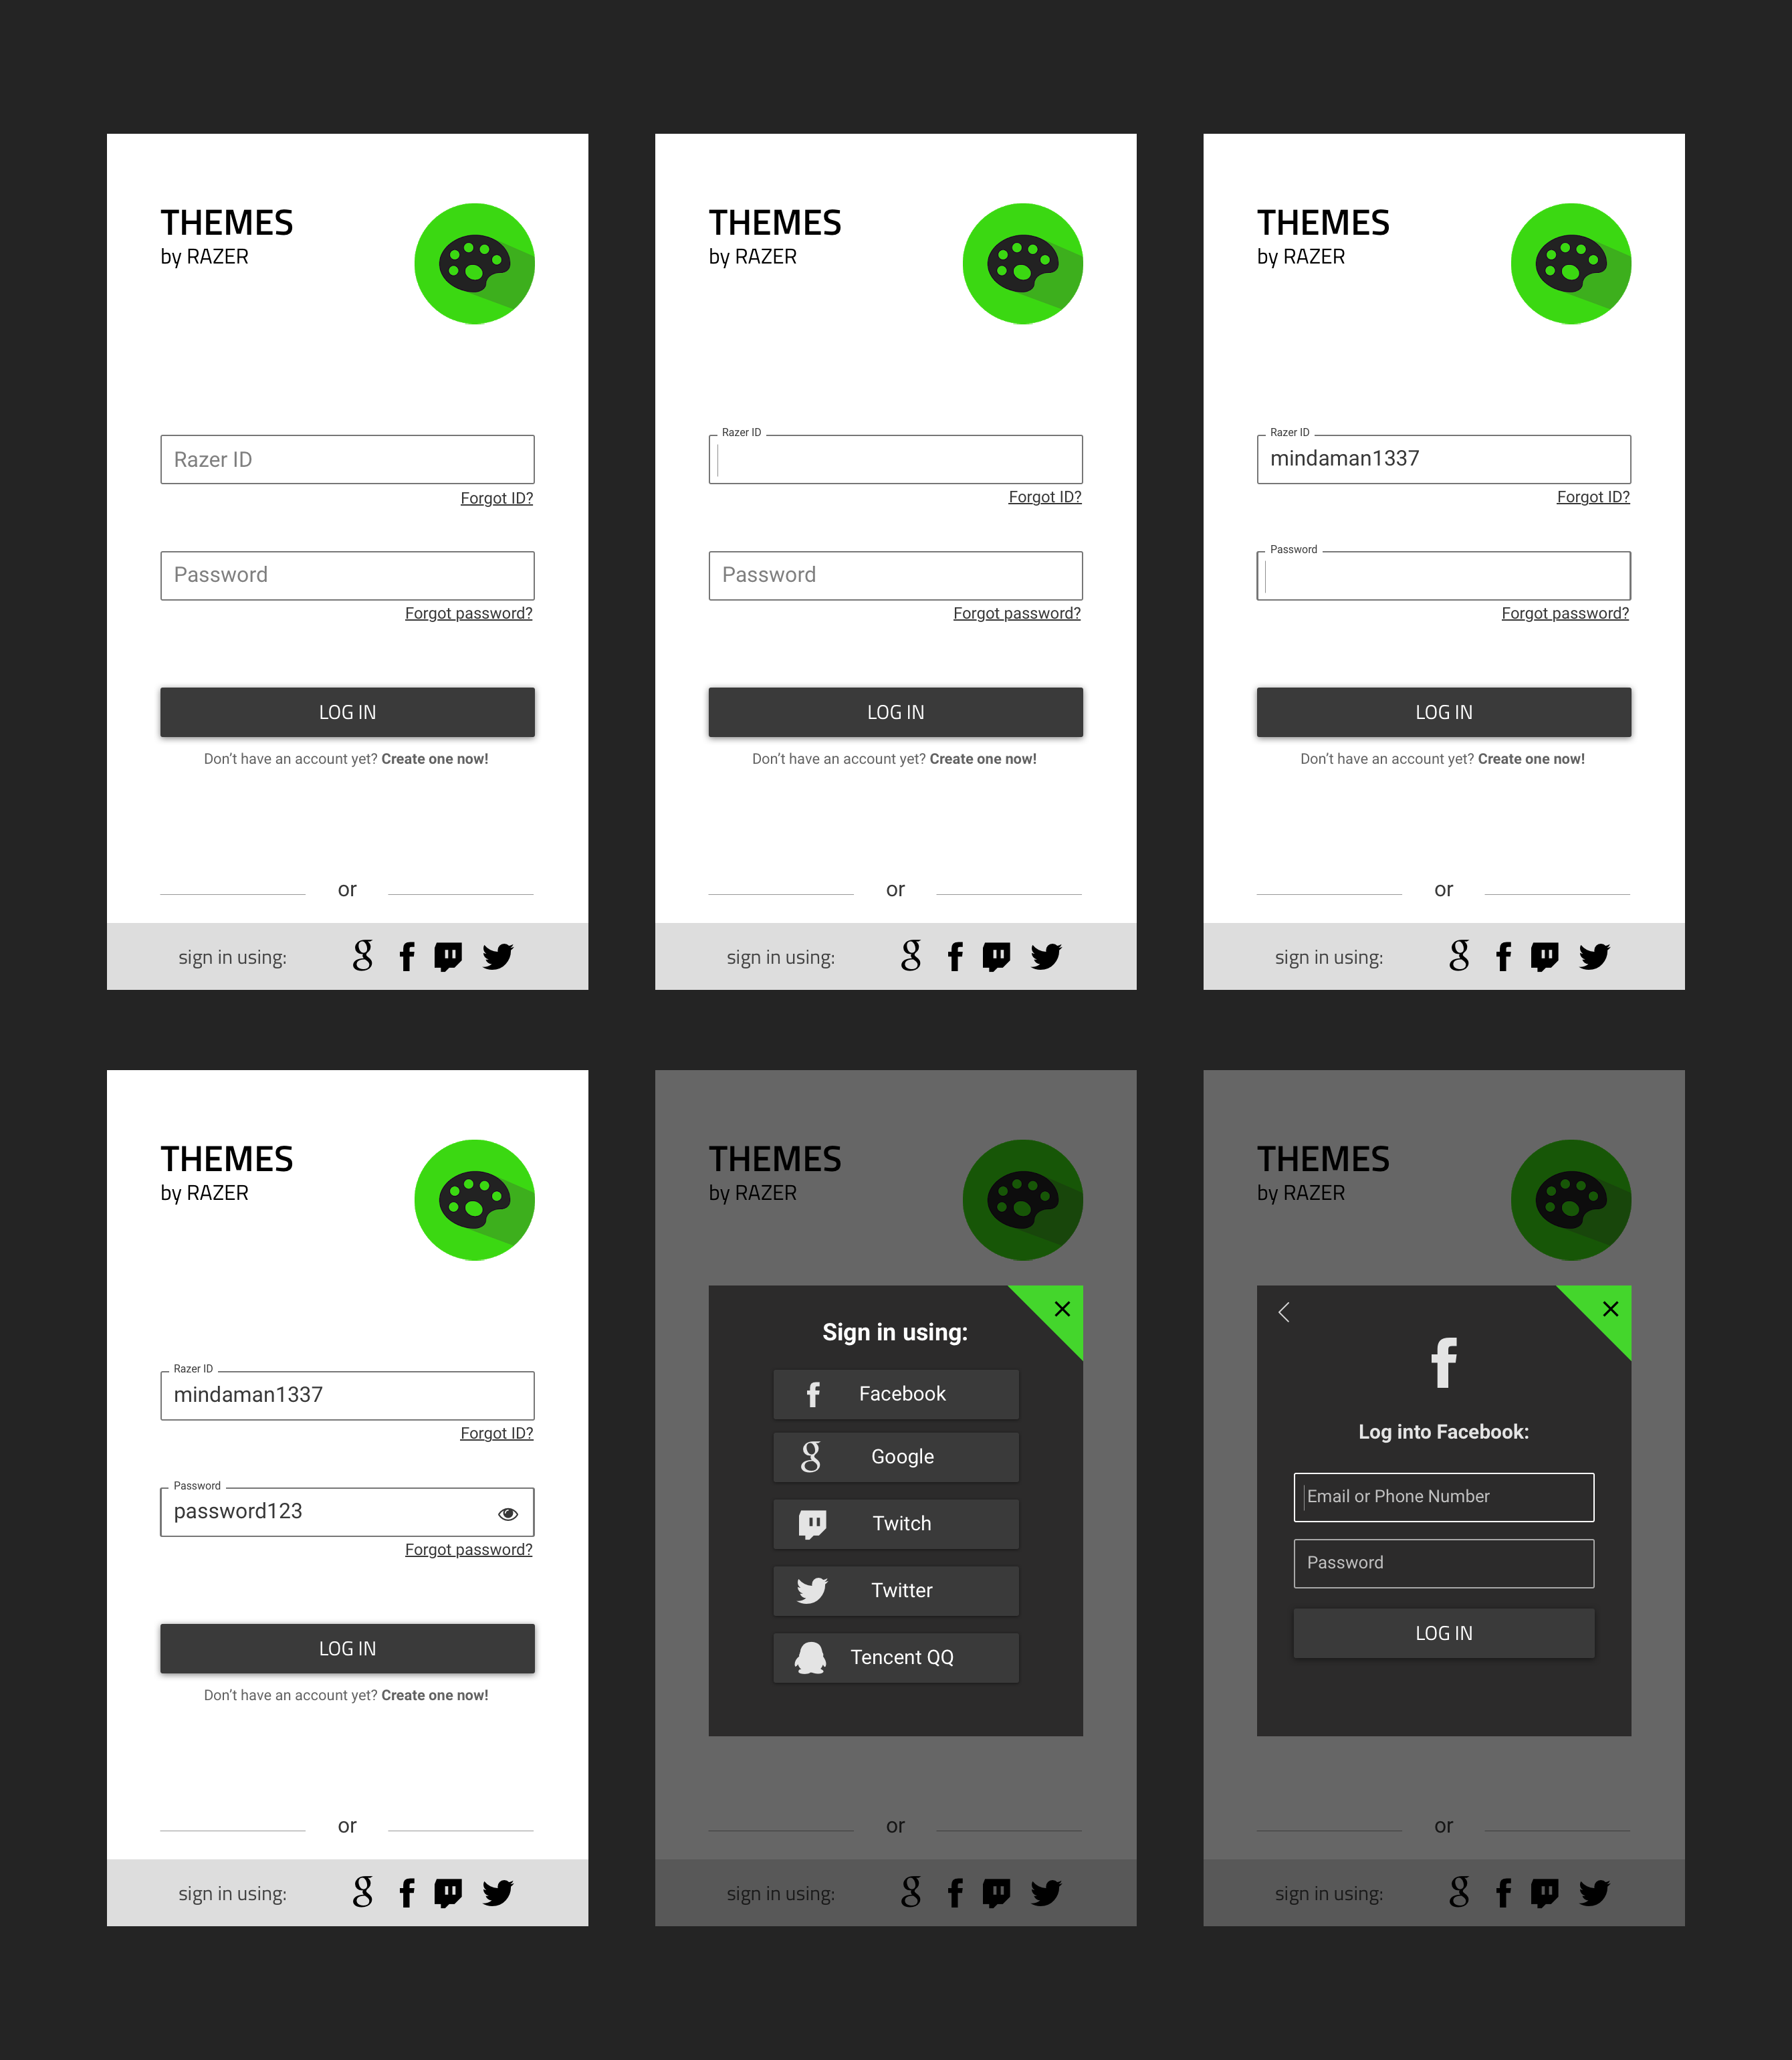 THEMES
by RAZER
Razer ID
Forgot ID?
Password
Forgot password?
LOG IN
Don't have an account yet? Create one now!
or
sign in using:
THEMES
by RAZER
Razer ID
Forgot ID?
Password
Forgot password?
LOG IN
Don't have an account yet? Create one now!
or
sign in using:
THEMES
by RAZER
Razer ID
mindaman1337
Forgot ID?
Password
Forgot password?
LOG IN
Don't have an account yet? Create one now!
or
sign in using:
THEMES
by RAZER
Razer ID
mindaman1337
Forgot ID?
Password
password123
Forgot password?
LOG IN
Don't have an account yet? Create one now!
or
sign in using:
THEMES
by RAZER
Sign in using:
Facebook
Google
Twitch
Twitter
Tencent QQ
or
sign in using:
THEMES
by RAZER
Log into Facebook:
Email or Phone Number
Password
LOG IN
or
sign in using: